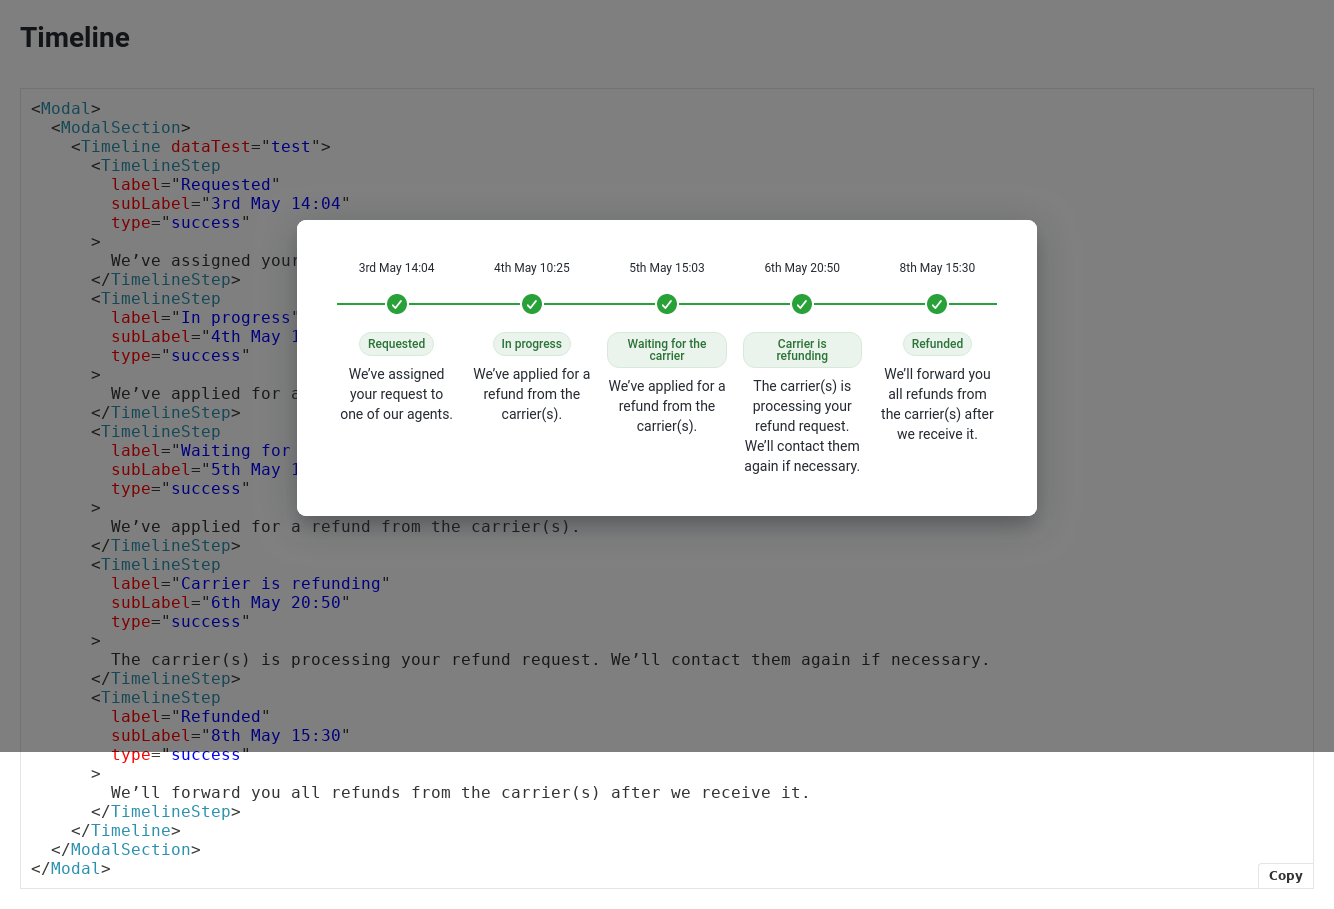 Timeline
<Modal>
<ModalSection>
<Timeline dataTest="test">
<TimelineStep
label="Requested"
subLabel="3rd May 14:04"
type="success"
>
We’ve assigned your
</TimelineStep>
<TimelineStep
label="In progress"
subLabel="4th May 1
type="success"
>
We’ve applied for a
</TimelineStep>
<TimelineStep
label="Waiting for
subLabel="5th May 1
type="success"
>
We’ve applied for a refund from the carrier(s).
</TimelineStep>
<TimelineStep
label="Carrier is refunding"
subLabel="6th May 20:50"
type="success"
>
The carrier(s) is processing your refund request. We’ll contact them again if necessary.
</TimelineStep>
<TimelineStep
label="Refunded"
subLabel="8th May 15:30"
type="success"
>
We’ll forward you all refunds from the carrier(s) after we receive it.
</TimelineStep>
</Timeline>
</ModalSection>
</Modal>
Copy
3rd May 14:04
Requested
We’ve assigned
your request to
one of our agents.
4th May 10:25
In progress
We’ve applied for a
refund from the
carrier(s).
5th May 15:03
Waiting for the
carrier
We’ve applied for a
refund from the
carrier(s).
6th May 20:50
Carrier is
refunding
The carrier(s) is
processing your
refund request.
We’ll contact them
again if necessary.
8th May 15:30
Refunded
We’ll forward you
all refunds from
the carrier(s) after
we receive it.